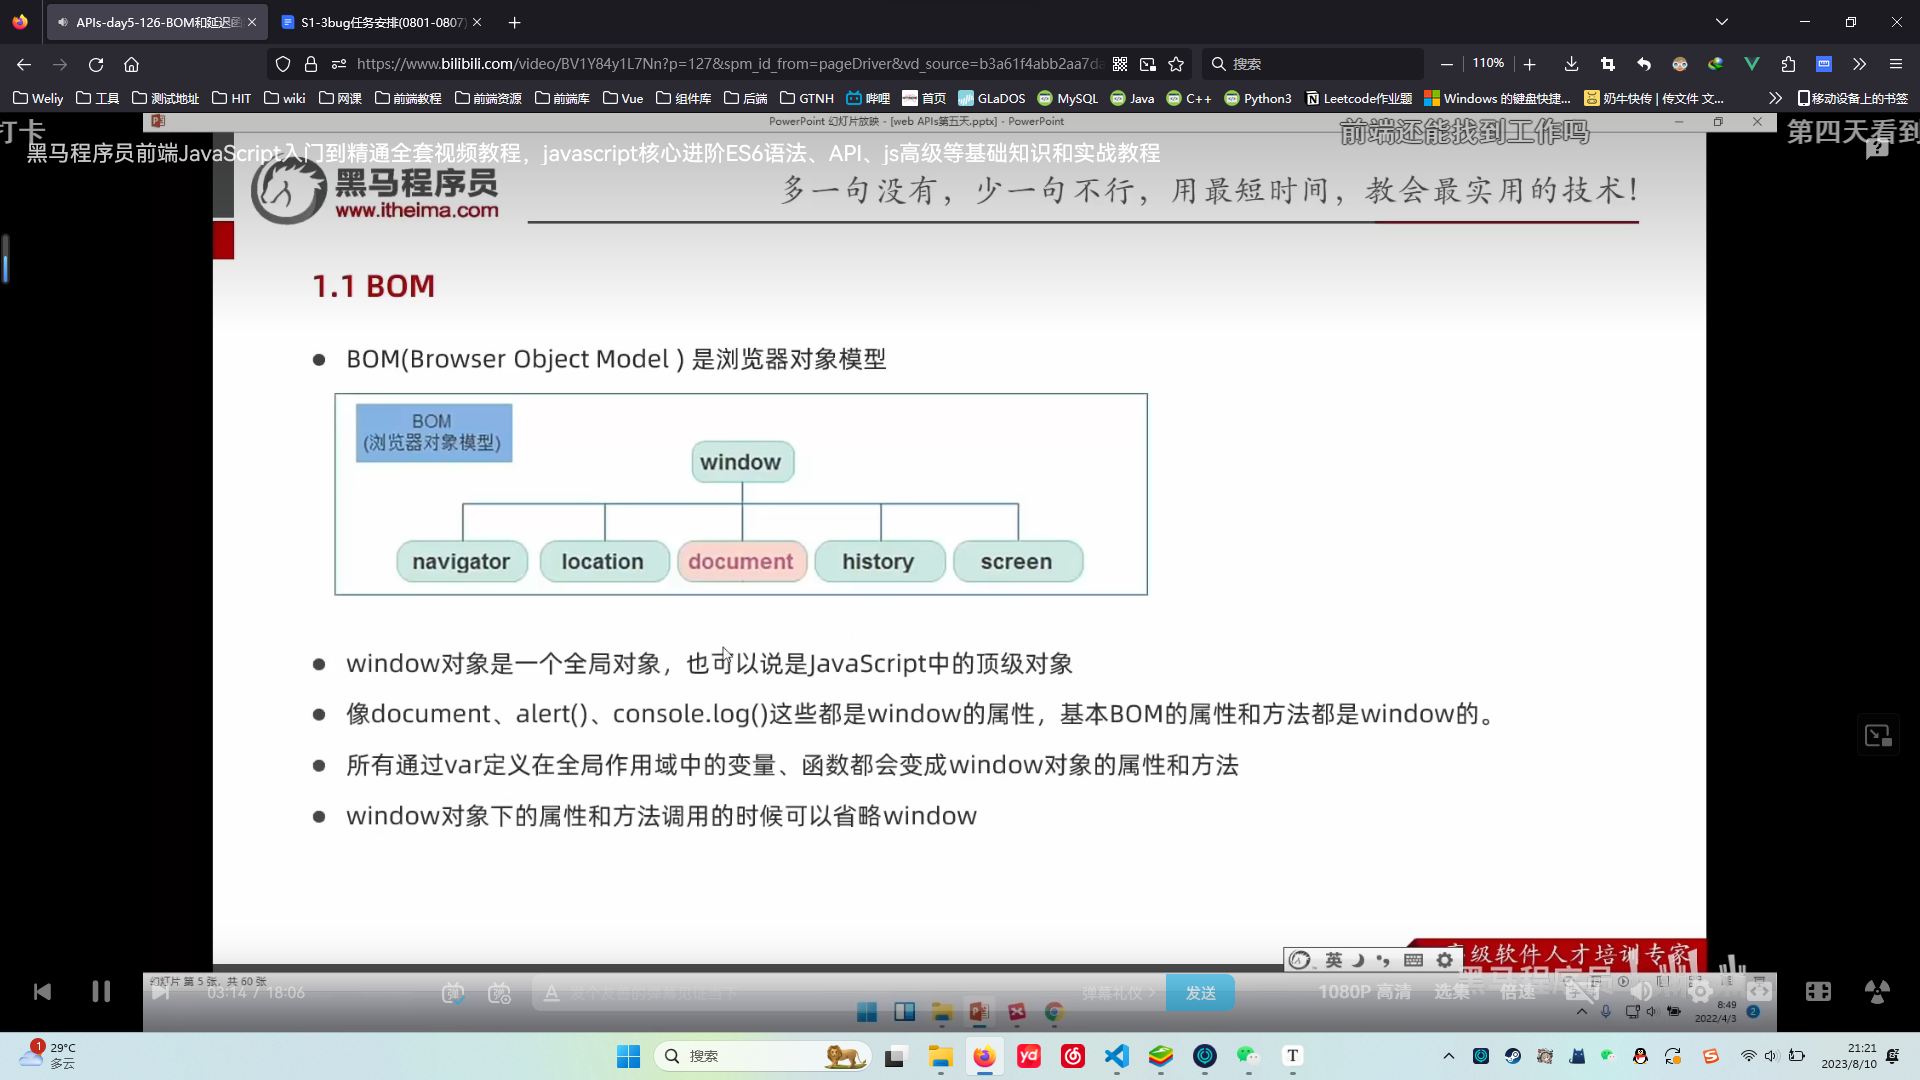 APIs-day5-126-BOM和延迟函
S1-3bug任务安排(0801-0807)
https://www.bilibili.com/video/BV1Y84y1L7Nn?p=127&spm_id_from=pageDriver&vd_source=b3a61f4abb2aa7da
搜索
110%
Weliy 工具 测试地址 HIT wiki 网课 前端教程 前端资源 前端库 Vue 组件库 后端 GTNH 哔哩 首页 GLaDOS MySQL Java C++ Python3 Leetcode作业题 Windows 的键盘快捷... 奶牛快传 | 传文件 文... 移动设备上的书签
PowerPoint 幻灯片放映 - [web APIs第五天.pptx] - PowerPoint
打卡
前端还能找到工作吗
第四天看到
黑马程序员前端JavaScript入门到精通全套视频教程，javascript核心进阶ES6语法、API、js高级等基础知识和实战教程
黑马程序员
www.itheima.com
多一句没有，少一句不行，用最短时间，教会最实用的技术！
1.1 BOM
BOM(Browser Object Model ) 是浏览器对象模型
BOM
(浏览器对象模型)
window
navigator location document history screen
window对象是一个全局对象，也可以说是JavaScript中的顶级对象
像document、alert()、console.log()这些都是window的属性，基本BOM的属性和方法都是window的。
所有通过var定义在全局作用域中的变量、函数都会变成window对象的属性和方法
window对象下的属性和方法调用的时候可以省略window
英
高级软件人才培训专家
黑马程序员
幻灯片 第 5 张，共 60 张
03:14 / 18:06
发个友善的弹幕见证当下
弹幕礼仪
发送
1080P 高清
选集
倍速
8:49
2022/4/3
2
1
29°C
多云
搜索
21:21
2023/8/10